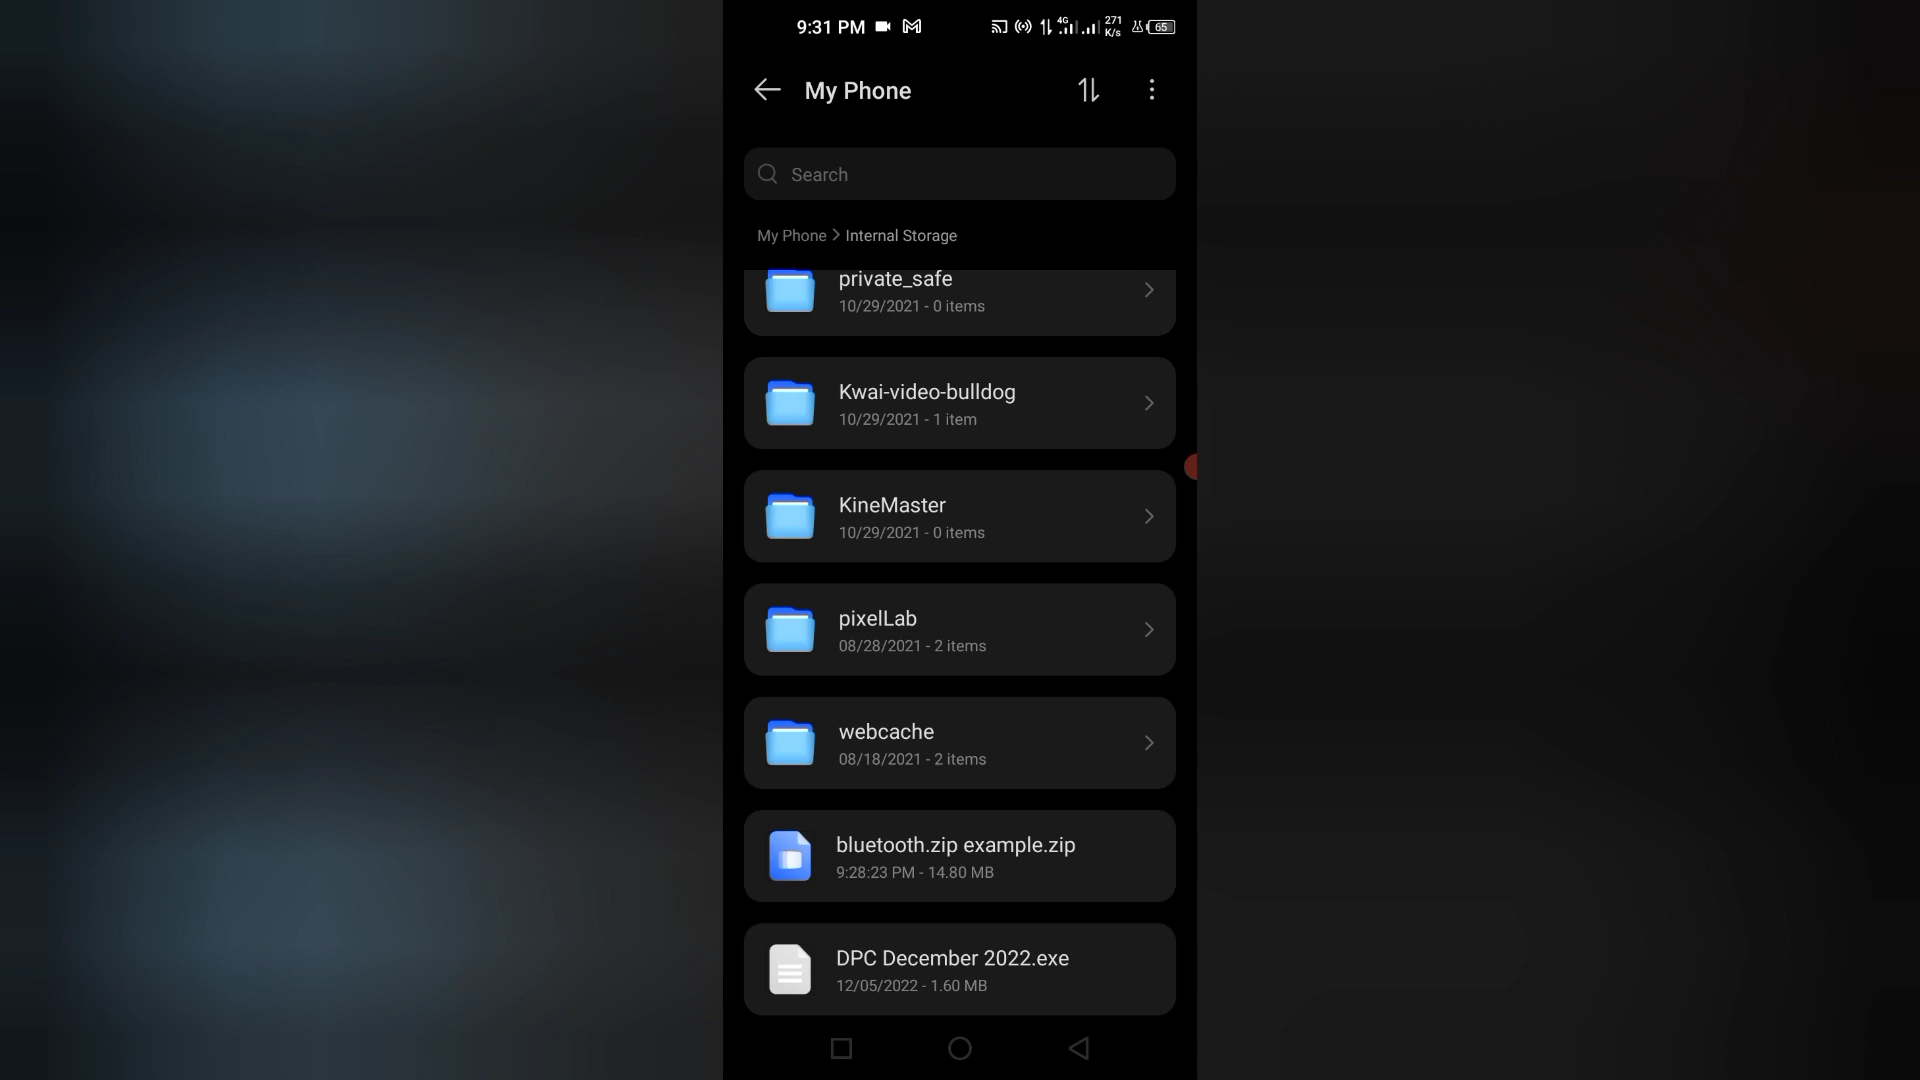 9:31 PM 4G 271 K/s 65
My Phone
Search
My Phone > Internal Storage
private_safe
10/29/2021 - 0 items
Kwai-video-bulldog
10/29/2021 - 1 item
KineMaster
10/29/2021 - 0 items
pixelLab
08/28/2021 - 2 items
webcache
08/18/2021 - 2 items
bluetooth.zip example.zip
9:28:23 PM - 14.80 MB
DPC December 2022.exe
12/05/2022 - 1.60 MB